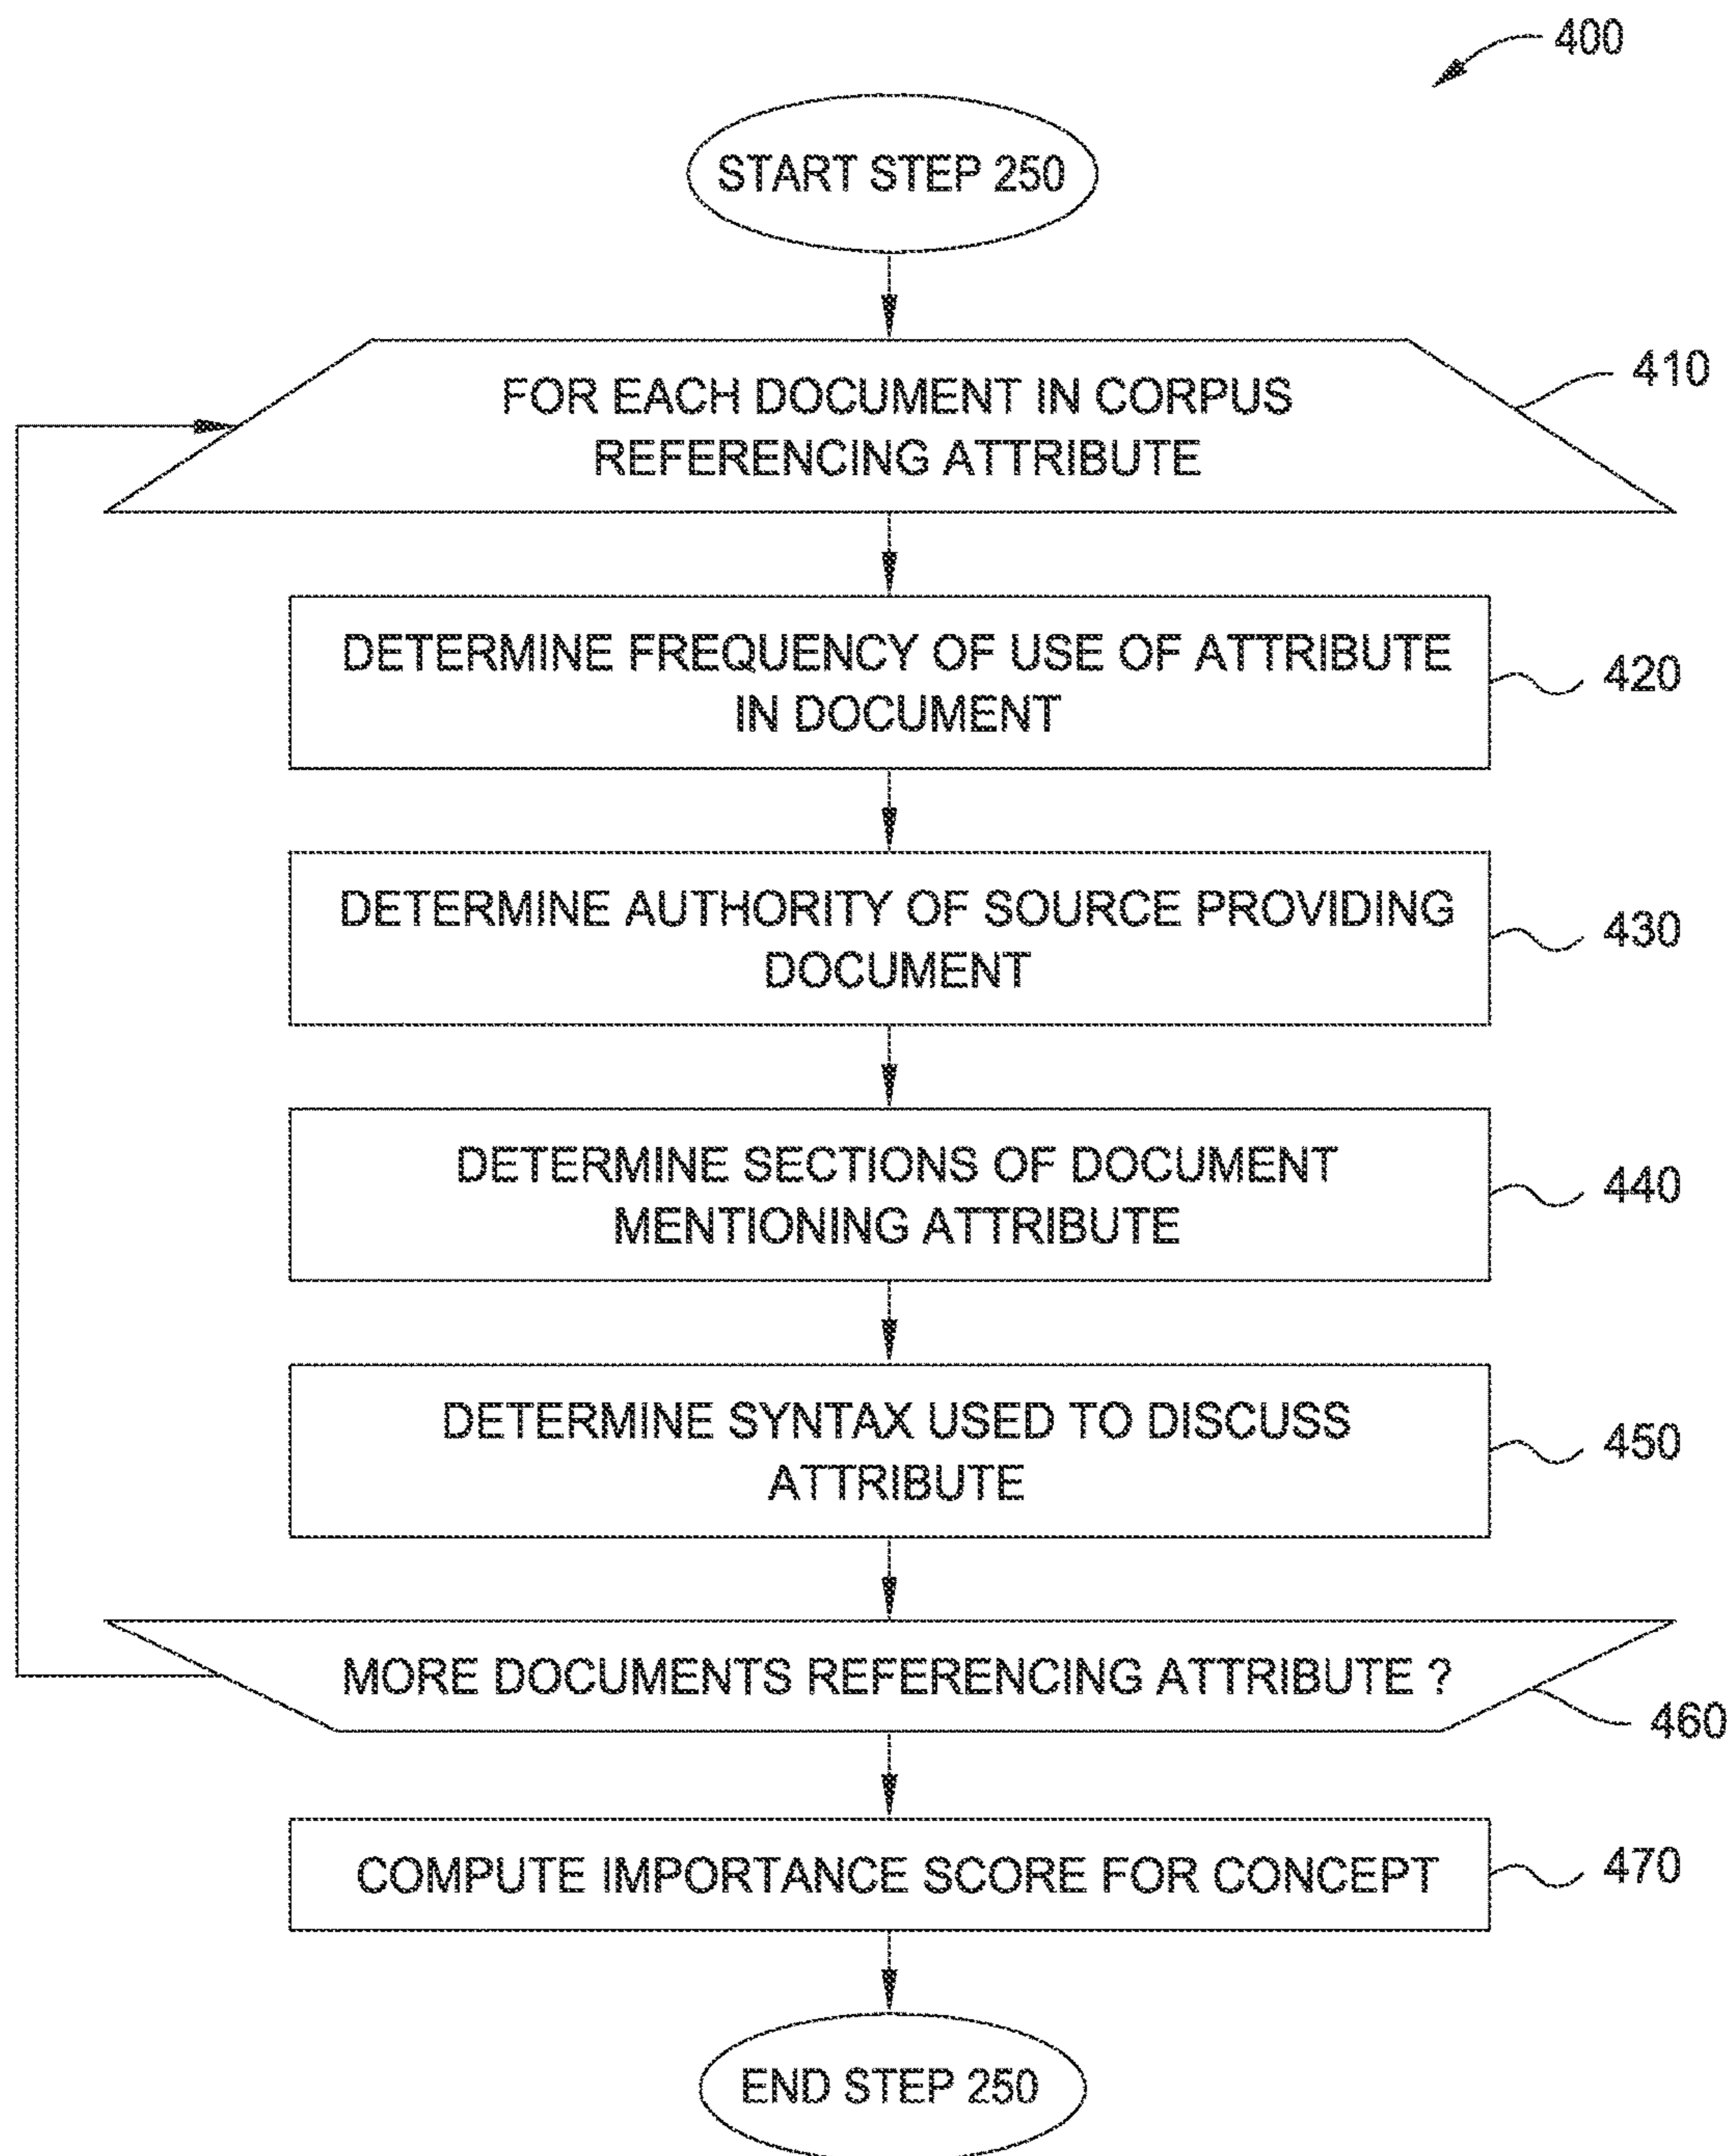 400
START STEP 250
FOR EACH DOCUMENT IN CORPUS
REFERENCING ATTRIBUTE
410
DETERMINE FREQUENCY OF USE OF ATTRIBUTE
IN DOCUMENT
420
DETERMINE AUTHORITY OF SOURCE PROVIDING
DOCUMENT
430
DETERMINE SECTIONS OF DOCUMENT
MENTIONING ATTRIBUTE
440
DETERMINE SYNTAX USED TO DISCUSS
ATTRIBUTE
450
MORE DOCUMENTS REFERENCING ATTRIBUTE ?
460
COMPUTE IMPORTANCE SCORE FOR CONCEPT
470
END STEP 250